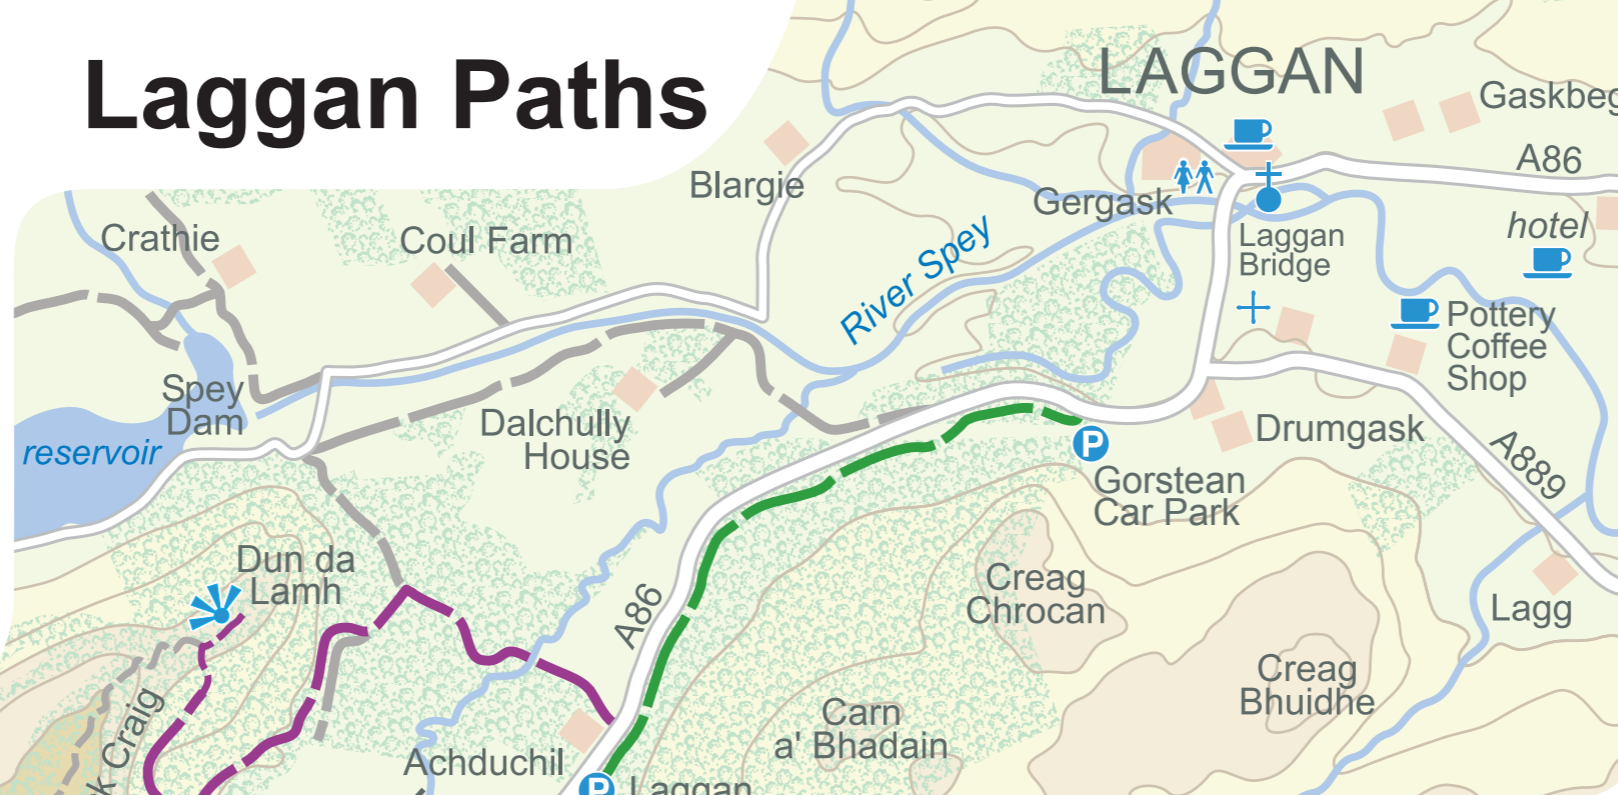 Laggan Paths
LAGGAN
Gaskbeg
A86
Blargie
Gergask
hotel
Crathie
Coul Farm
River Spey
Laggan
Bridge
Pottery
Coffee
Shop
Spey
Dam
reservoir
Dalchully
House
Drumgask
A889
P
Gorstean
Car Park
Dun da
Lamh
Creag
Chrocan
A86
Lagg
Creag
Bhuidhe
Craig
Carn
a' Bhadain
Achduchil
P
Laggan